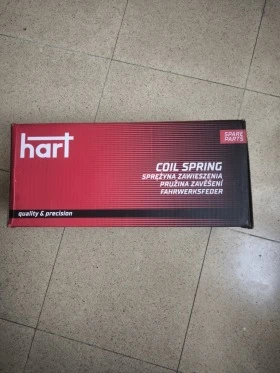 hart
SPARE
PARTS
COIL SPRING
SPRĘŻYNA ZAWIESZENIA
PRUŽINA ZAVĚŠENÍ
FAHRWERKSFEDER
quality & precision